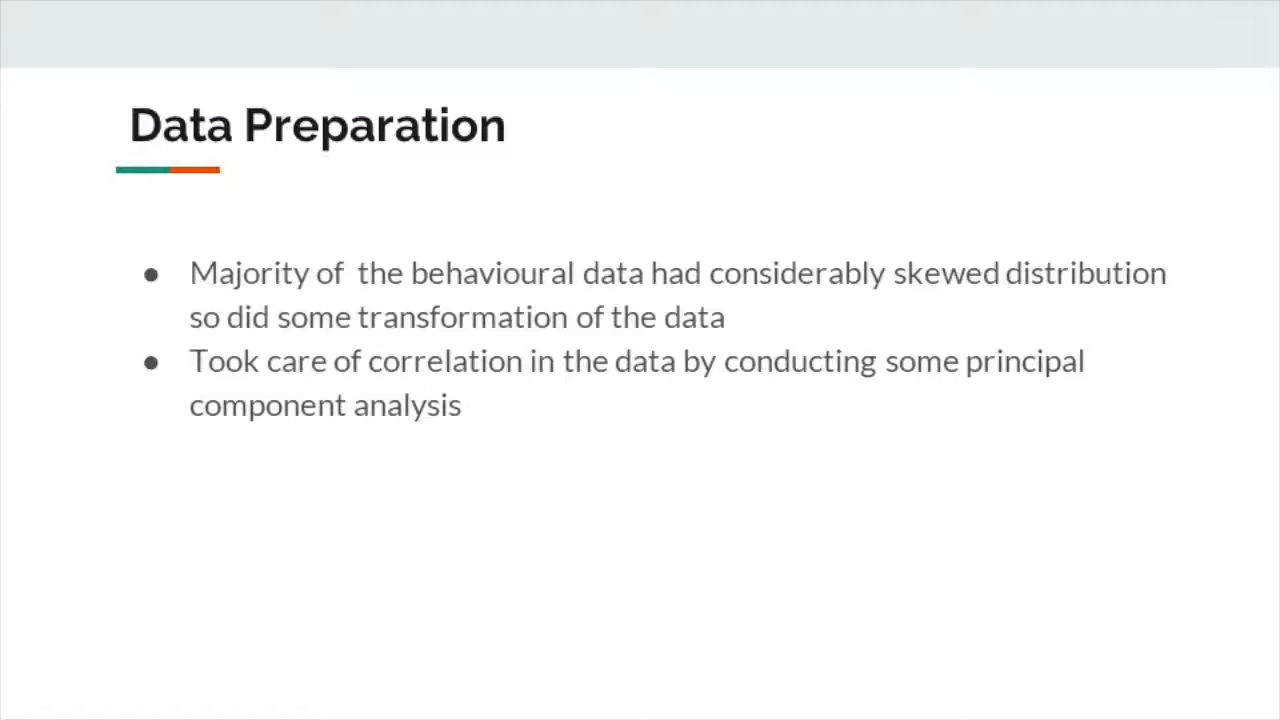 Data Preparation
● Majority of the behavioural data had considerably skewed distribution
so did some transformation of the data
● Took care of correlation in the data by conducting some principal
component analysis